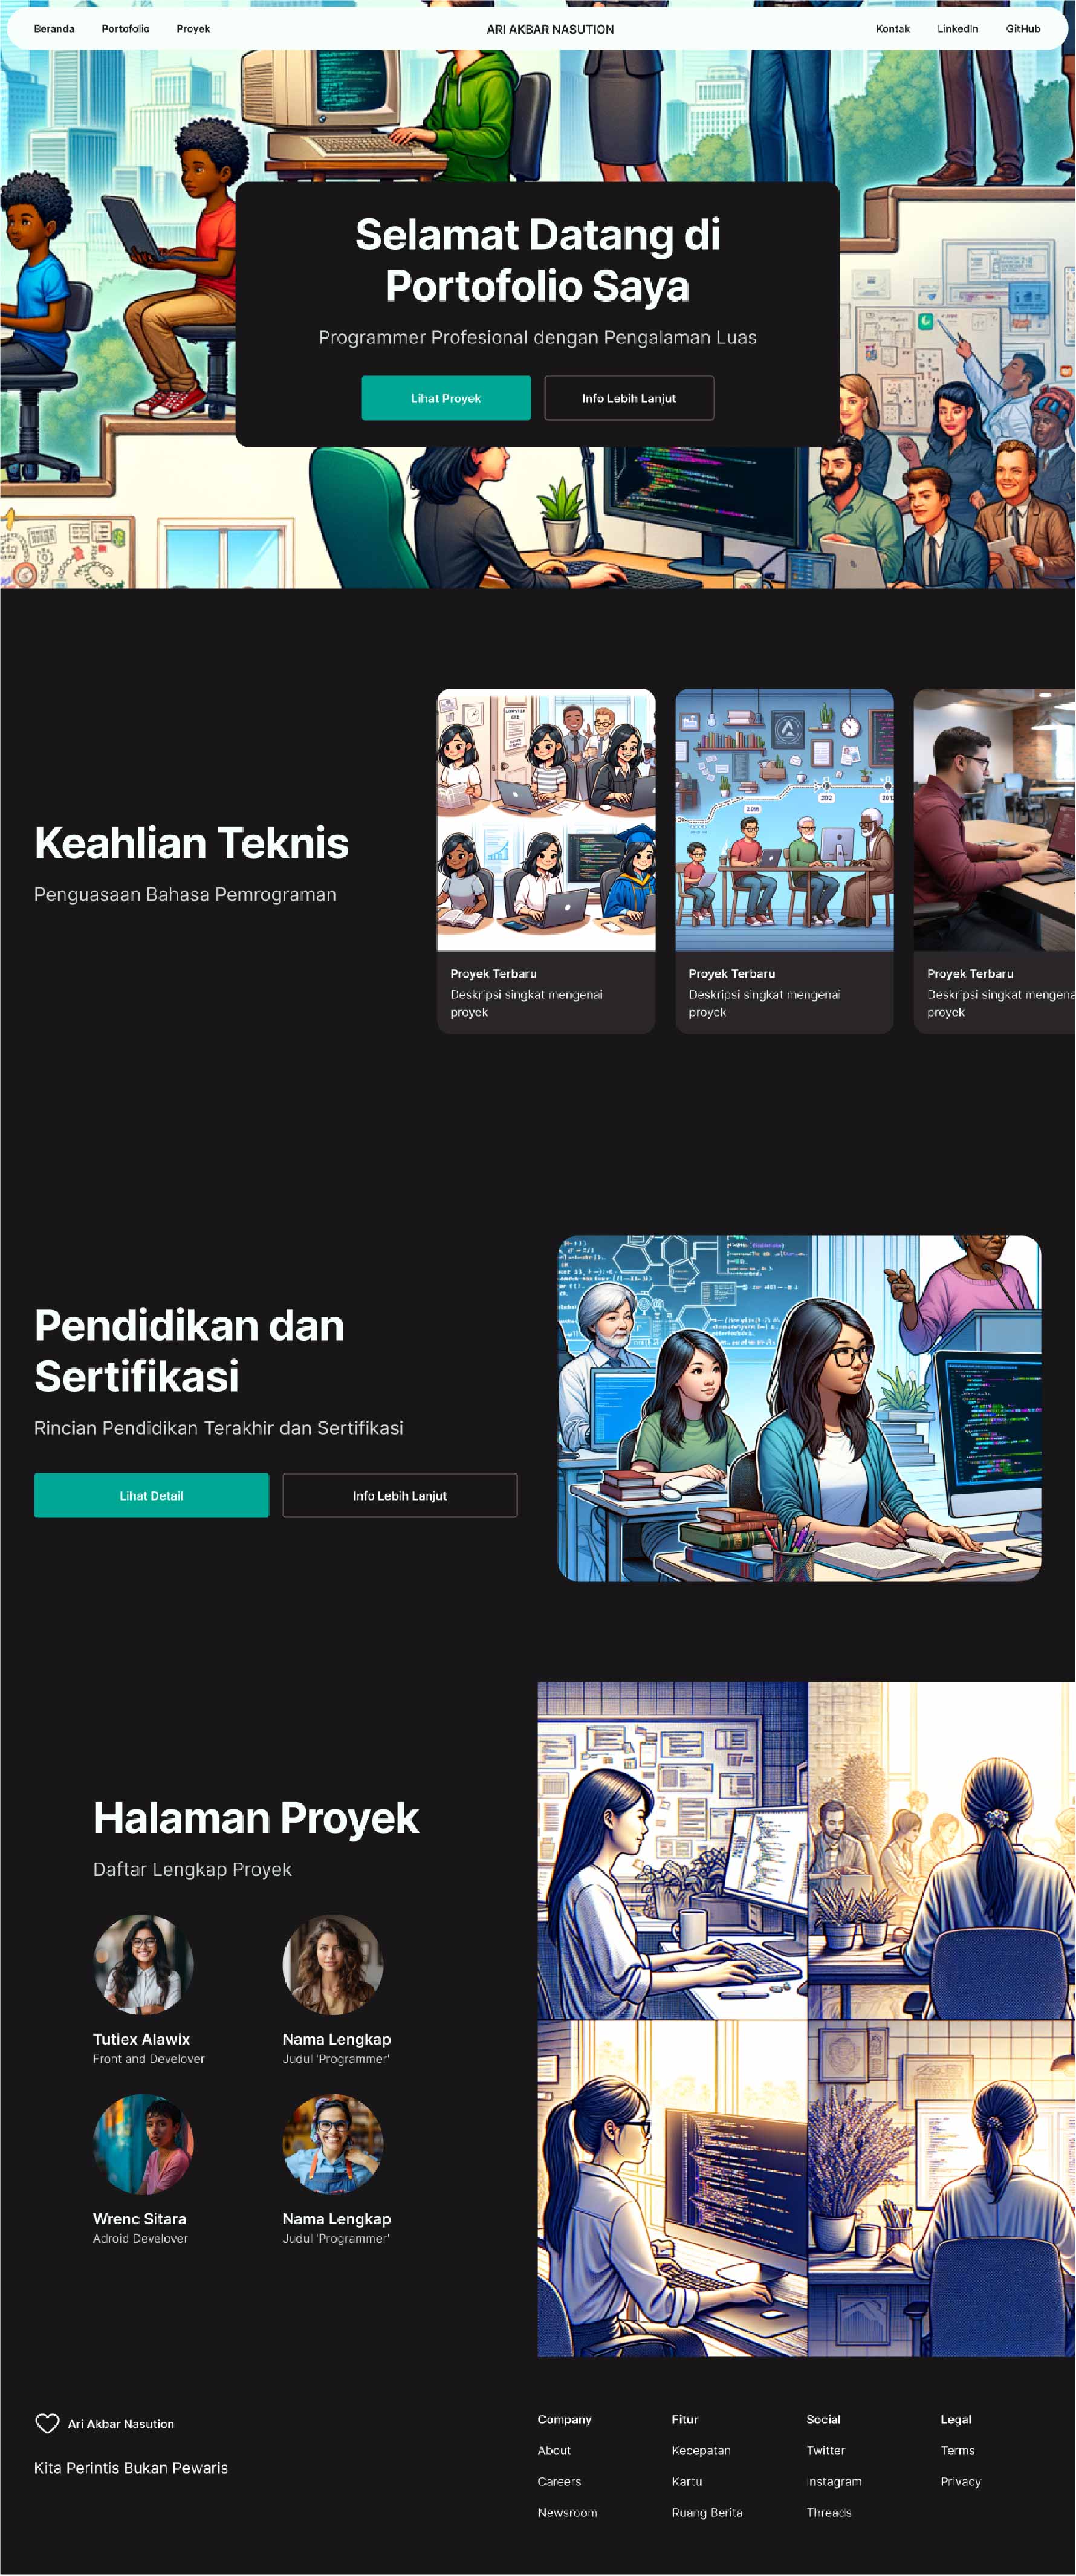 Beranda
Portofolio
Proyek
ARI AKBAR NASUTION
Kontak
LinkedIn
GitHub
Selamat Datang di
Portofolio Saya
Programmer Profesional dengan Pengalaman Luas
Lihat Proyek
Info Lebih Lanjut
Keahlian Teknis
Penguasaan Bahasa Pemrograman
Proyek Terbaru
Deskripsi singkat mengenai
proyek
Proyek Terbaru
Deskripsi singkat mengenai
proyek
Proyek Terbaru
Deskripsi singkat mengena
proyek
Pendidikan dan
Sertifikasi
Rincian Pendidikan Terakhir dan Sertifikasi
Lihat Detail
Info Lebih Lanjut
Halaman Proyek
Daftar Lengkap Proyek
Tutiex Alawix
Front and Develover
Nama Lengkap
Judul 'Programmer'
Wrenc Sitara
Adroid Develover
Nama Lengkap
Judul 'Programmer'
Ari Akbar Nasution
Kita Perintis Bukan Pewaris
Company
About
Careers
Newsroom
Fitur
Kecepatan
Kartu
Ruang Berita
Social
Twitter
Instagram
Threads
Legal
Terms
Privacy